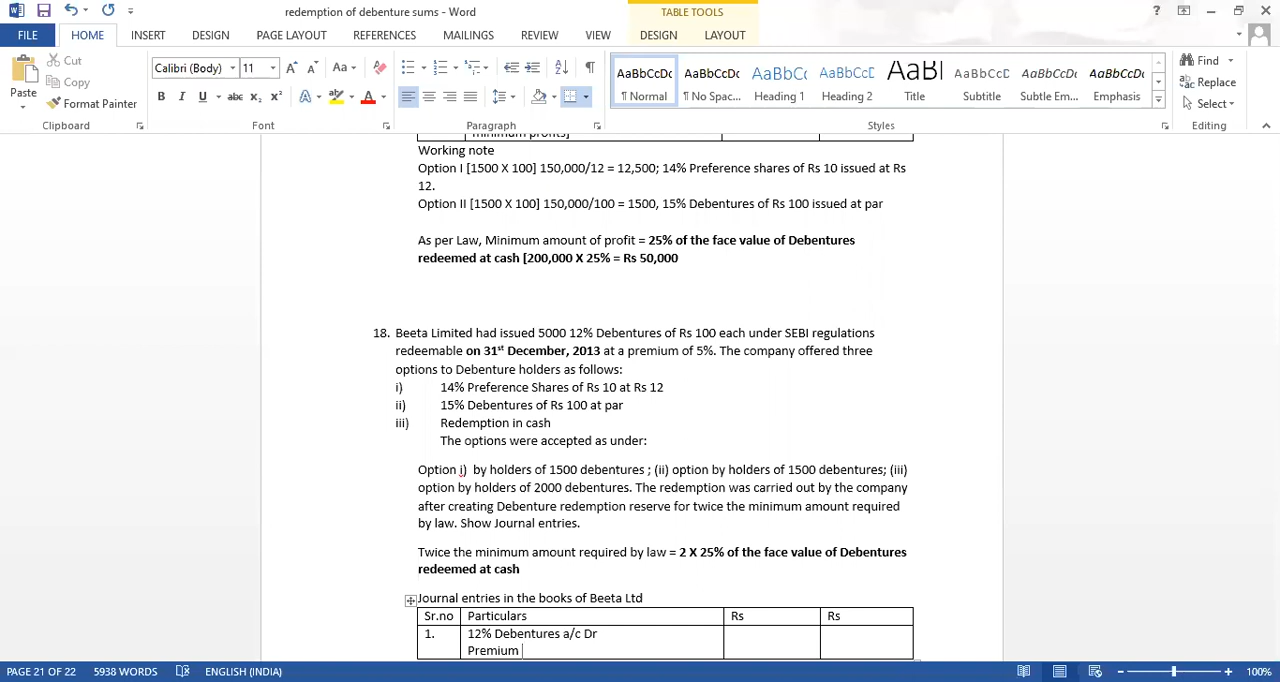 redemption of debenture sums - Word
TABLE TOOLS
FILE HOME INSERT DESIGN PAGE LAYOUT REFERENCES MAILINGS REVIEW VIEW DESIGN LAYOUT
Paste
Cut
Copy
Format Painter
Calibri (Body) 11
AaBbCcDc AaBbCcDc AaBbCc AaBbCcD AaBl AaBbCcD AaBbCcDc AaBbCcDc
¶ Normal ¶ No Spac... Heading 1 Heading 2 Title Subtitle Subtle Em... Emphasis
Find
Replace
Select
Clipboard Font Paragraph Styles Editing
minimum profits]
Working note
Option I [1500 X 100] 150,000/12 = 12,500; 14% Preference shares of Rs 10 issued at Rs
12.
Option II [1500 X 100] 150,000/100 = 1500, 15% Debentures of Rs 100 issued at par
As per Law, Minimum amount of profit = 25% of the face value of Debentures
redeemed at cash [200,000 X 25% = Rs 50,000
18. Beeta Limited had issued 5000 12% Debentures of Rs 100 each under SEBI regulations
redeemable on 31st December, 2013 at a premium of 5%. The company offered three
options to Debenture holders as follows:
i) 14% Preference Shares of Rs 10 at Rs 12
ii) 15% Debentures of Rs 100 at par
iii) Redemption in cash
The options were accepted as under:
Option i) by holders of 1500 debentures ; (ii) option by holders of 1500 debentures; (iii)
option by holders of 2000 debentures. The redemption was carried out by the company
after creating Debenture redemption reserve for twice the minimum amount required
by law. Show Journal entries.
Twice the minimum amount required by law = 2 X 25% of the face value of Debentures
redeemed at cash
Journal entries in the books of Beeta Ltd
Sr.no Particulars Rs Rs
1. 12% Debentures a/c Dr
Premium
PAGE 21 OF 22 5938 WORDS ENGLISH (INDIA) 100%